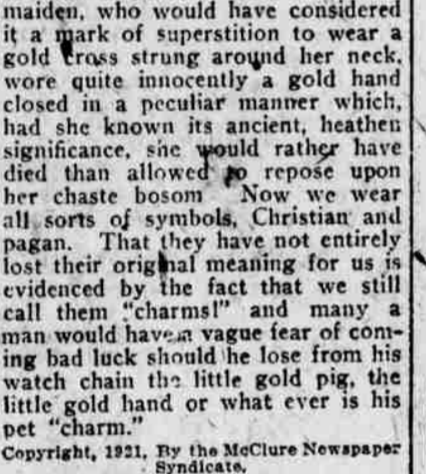 maiden, who would have considered
it a mark of superstition to wear a
gold cross strung around her neck,
wore quite innocently a gold hand
closed in a peculiar manner which,
had she known its ancient, heathen
significance, she would rather have
died than allowed to repose upon
her chaste bosom Now we wear
all sorts of symbols, Christian and
pagan. That they have not entirely
lost their original meaning for us is
evidenced by the fact that we still
call them "charmsl" and many a
man would have a vague fear of com-
ing bad luck should he lose from his
watch chain the little gold pig, the
little gold hand or what ever is his
pet "charm."
Copyright, 1921, By the McClure Newspaper
Syndicate.